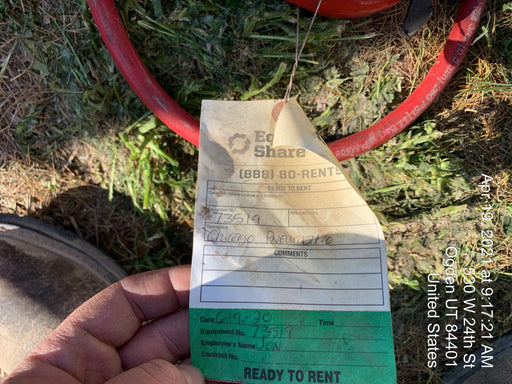 Share
(888) 80-RENTS
READY TO RENT
73519
Chicago Pneumatic
COMMENTS
Date 6-9-20 Time
Equipment No. 73519
Employee's Name Jon
Contract No.
READY TO RENT
Apr 19, 2021 at 9:17:21 AM
590 W 24th St
Ogden UT 84401
United States